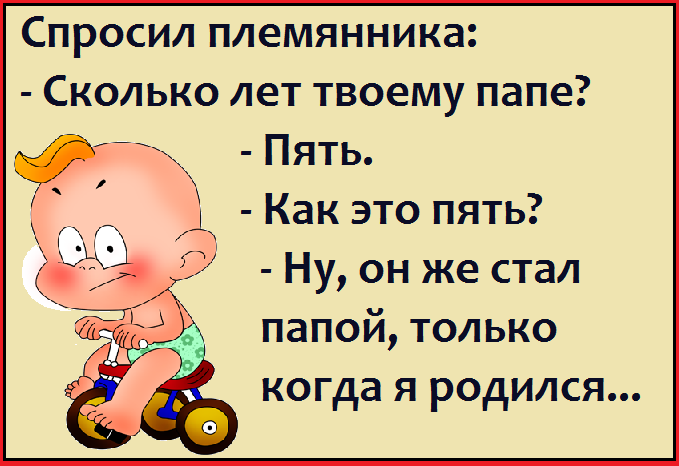 Спросил племянника:
- Сколько лет твоему папе?
- Пять.
- Как это пять?
- Ну, он же стал
папой, только
когда я родился...